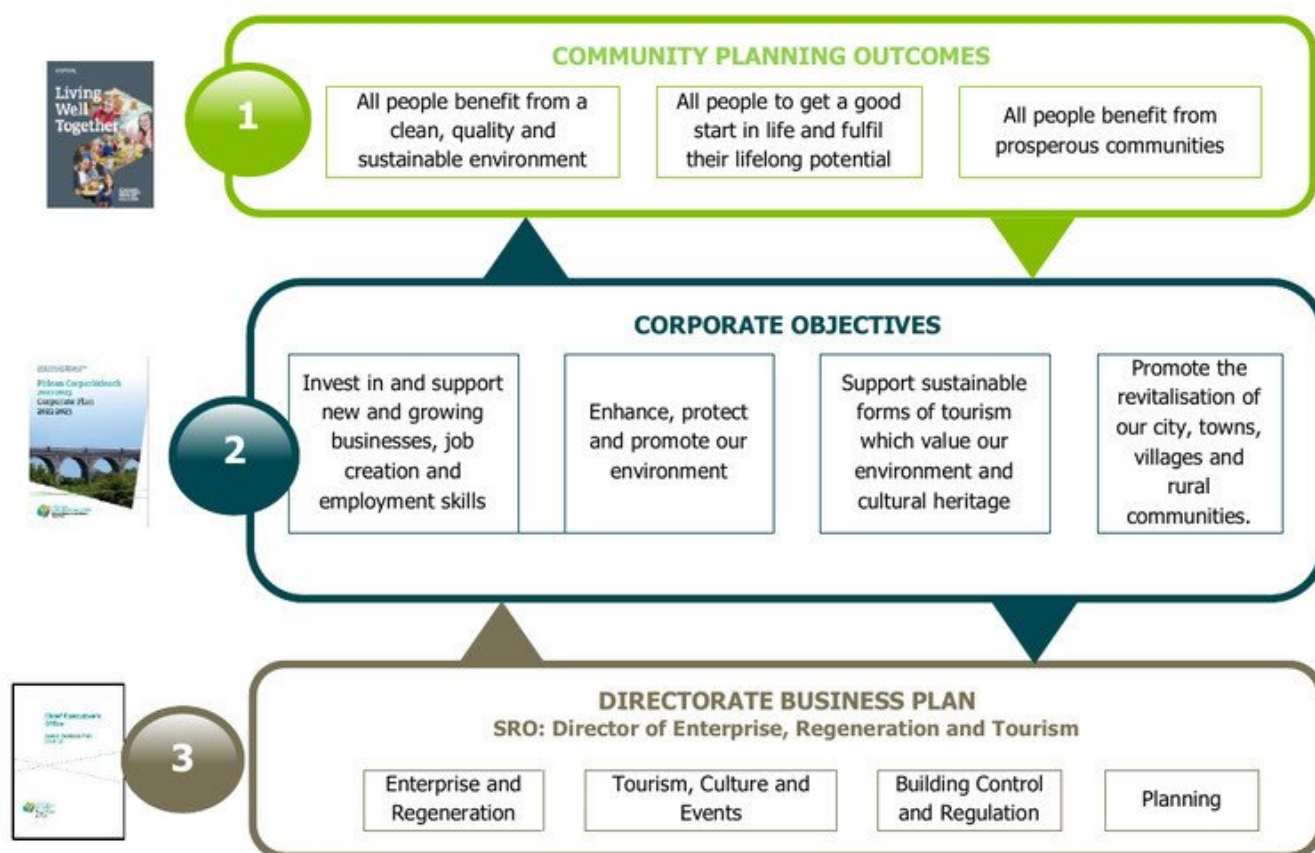 COMMUNITY PLANNING OUTCOMES
Living
Well
Together
1
All people benefit from a
clean, quality and
sustainable environment
All people to get a good
start in life and fulfil
their lifelong potential
All people benefit from
prosperous communities
CORPORATE OBJECTIVES
Corporate Plan
2021-2023
2
Invest in and support
new and growing
businesses, job
creation and
employment skills
Enhance, protect
and promote our
environment
Support sustainable
forms of tourism
which value our
environment and
cultural heritage
Promote the
revitalisation of
our city, towns,
villages and
rural
communities.
DIRECTORATE BUSINESS PLAN
SRO: Director of Enterprise, Regeneration and Tourism
Chief Executive's
Office
3
Enterprise and
Regeneration
Tourism, Culture and
Events
Building Control
and Regulation
Planning